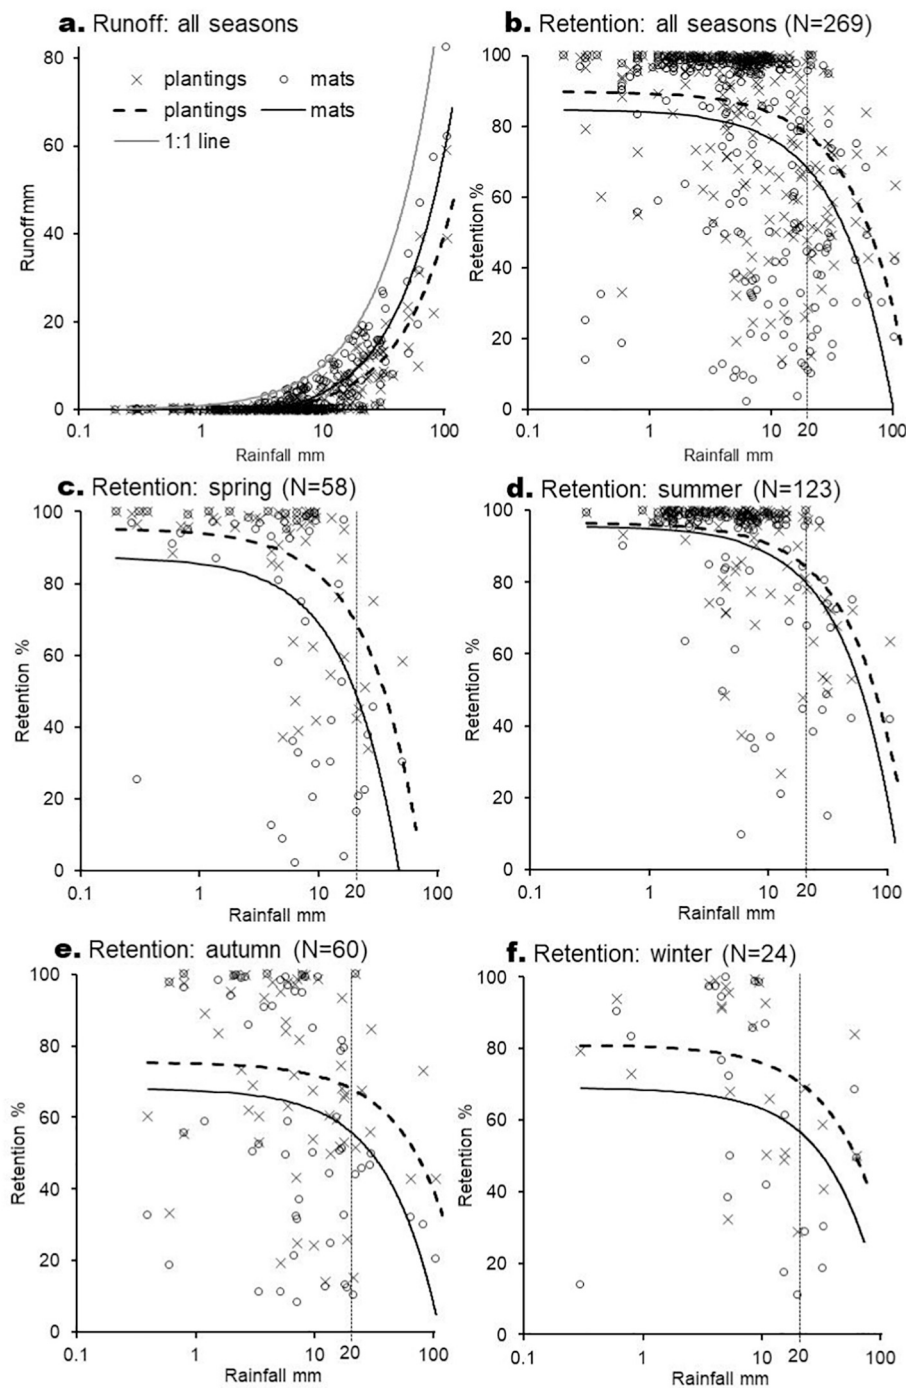 a. Runoff: all seasons
80
60
40
20
0
Runoff mm
× plantings ○ mats
plantings mats
1:1 line
0.1 1 10 100
Rainfall mm
b. Retention: all seasons (N=269)
100
80
60
40
20
0
Retention %
0.1 1 10 20 100
Rainfall mm
c. Retention: spring (N=58)
100
80
60
40
20
0
Retention %
0.1 1 10 20 100
Rainfall mm
d. Retention: summer (N=123)
100
80
60
40
20
0
Retention %
0.1 1 10 20 100
Rainfall mm
e. Retention: autumn (N=60)
100
80
60
40
20
0
Retention %
0.1 1 10 20 100
Rainfall mm
f. Retention: winter (N=24)
100
80
60
40
20
0
Retention %
0.1 1 10 20 100
Rainfall mm